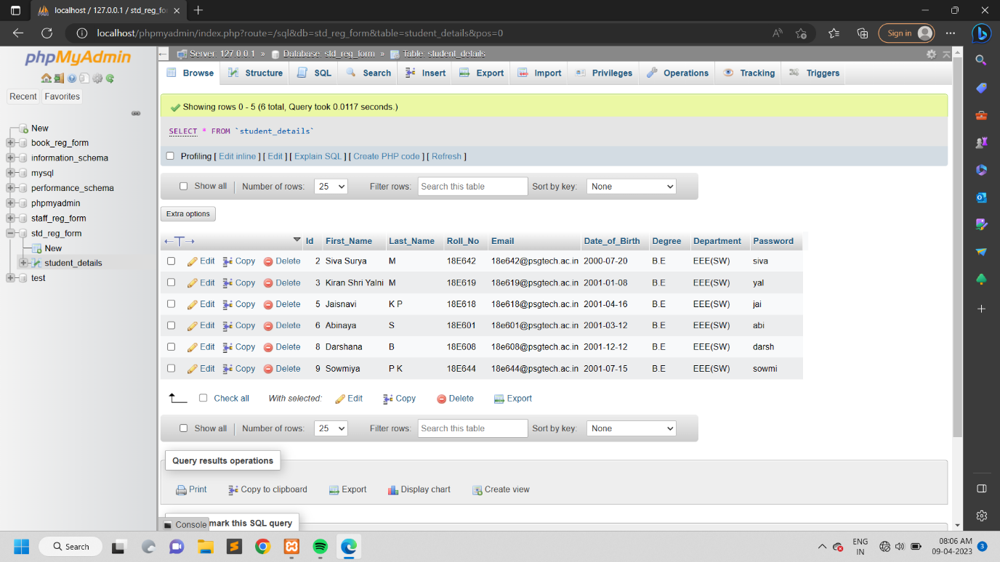 localhost / 127.0.0.1 / std_reg_fo
localhost/phpmyadmin/index.php?route=/sql&db=std_reg_form&table=student_details&pos=0
Sign in
phpMyAdmin
Recent Favorites
New
book_reg_form
information_schema
mysql
performance_schema
phpmyadmin
staff_reg_form
std_reg_form
New
student_details
test
Server: 127.0.0.1 » Database: std_reg_form » Table: student_details
Browse Structure SQL Search Insert Export Import Privileges Operations Tracking Triggers
Showing rows 0 - 5 (6 total, Query took 0.0117 seconds.)
SELECT * FROM `student_details`
Profiling [ Edit inline ] [ Edit ] [ Explain SQL ] [ Create PHP code ] [ Refresh ]
Show all Number of rows: 25 Filter rows: Search this table Sort by key: None
Extra options
Id First_Name Last_Name Roll_No Email Date_of_Birth Degree Department Password
Edit Copy Delete 2 Siva Surya M 18E642 18e642@psgtech.ac.in 2000-07-20 B.E EEE(SW) siva
Edit Copy Delete 3 Kiran Shri Yalni M 18E619 18e619@psgtech.ac.in 2001-01-08 B.E EEE(SW) yal
Edit Copy Delete 5 Jaisnavi K P 18E618 18e618@psgtech.ac.in 2001-04-16 B.E EEE(SW) jai
Edit Copy Delete 6 Abinaya S 18E601 18e601@psgtech.ac.in 2001-03-12 B.E EEE(SW) abi
Edit Copy Delete 8 Darshana B 18E608 18e608@psgtech.ac.in 2001-12-12 B.E EEE(SW) darsh
Edit Copy Delete 9 Sowmiya P K 18E644 18e644@psgtech.ac.in 2001-07-15 B.E EEE(SW) sowmi
Check all With selected: Edit Copy Delete Export
Show all Number of rows: 25 Filter rows: Search this table Sort by key: None
Query results operations
Print Copy to clipboard Export Display chart Create view
Console mark this SQL query
Search
ENG
IN
08:06 AM
09-04-2023
3